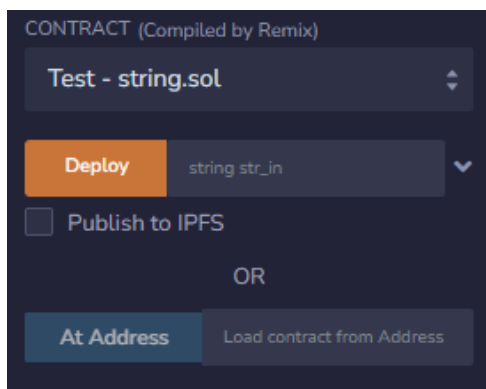 CONTRACT (Compiled by Remix)
Test - string.sol
Deploy string str_in
Publish to IPFS
OR
At Address Load contract from Address